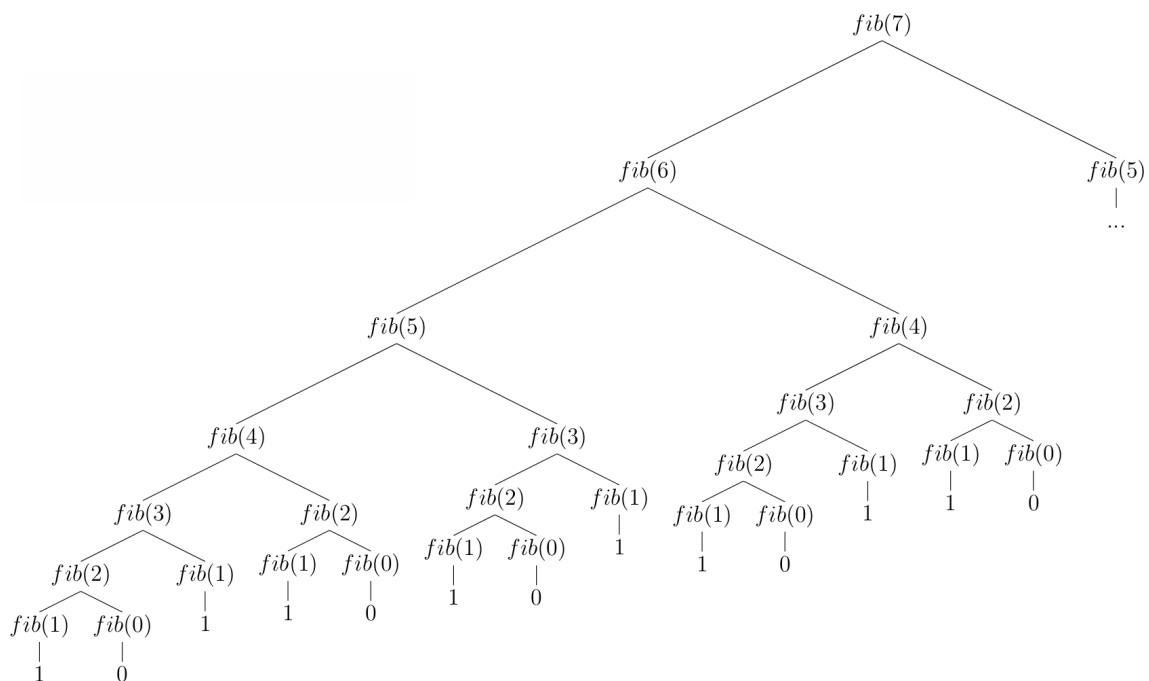 fib(7)
fib(6) fib(5)
...
fib(5) fib(4)
fib(3) fib(2)
fib(4) fib(3)
fib(1) fib(0)
fib(2) fib(1)
fib(2) fib(1)
1 0
fib(3) fib(2)
fib(1) fib(0) 1
fib(1) fib(0) 1
fib(1) fib(0)
1 0
fib(2) fib(1)
1 0
1 0
1
fib(1) fib(0)
1 0